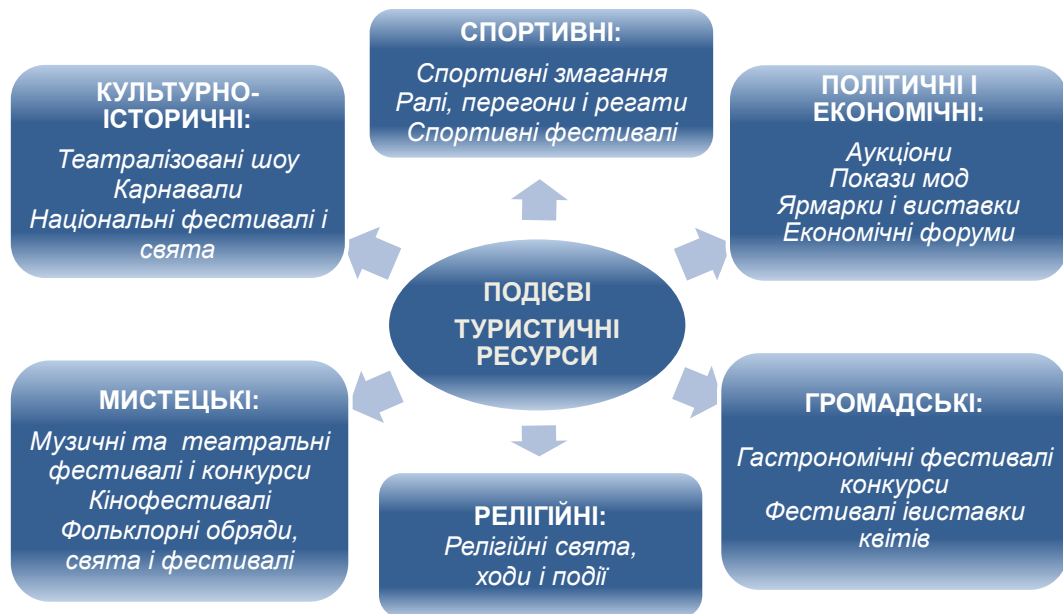 СПОРТИВНІ:
Спортивні змагання
Ралі, перегони і регати
Спортивні фестивалі
КУЛЬТУРНО-
ІСТОРИЧНІ:
Театралізовані шоу
Карнавали
Національні фестивалі і
свята
ПОЛІТИЧНІ І
ЕКОНОМІЧНІ:
Аукціони
Покази мод
Ярмарки і виставки
Економічні форуми
ПОДІЄВІ
ТУРИСТИЧНІ
РЕСУРСИ
МИСТЕЦЬКІ:
Музичні та театральні
фестивалі і конкурси
Кінофестивалі
Фольклорні обряди,
свята і фестивалі
РЕЛІГІЙНІ:
Релігійні свята,
ходи і події
ГРОМАДСЬКІ:
Гастрономічні фестивалі
конкурси
Фестивалі івиставки
квітів